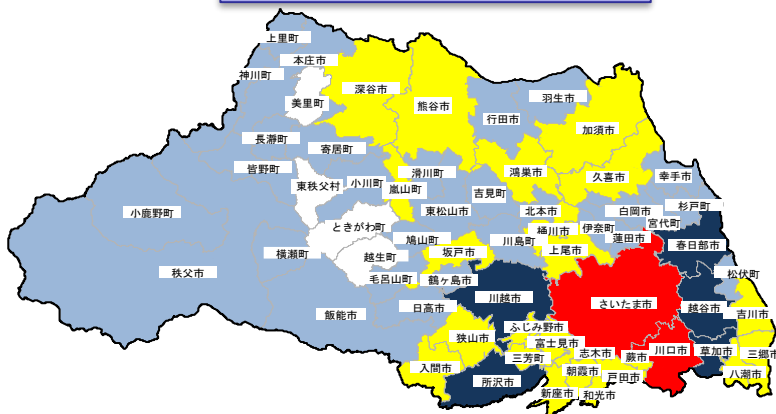 上里町
本庄市
神川町
美里町
深谷市
熊谷市
行田市
羽生市
加須市
長瀞町
寄居町
皆野町
東秩父村
小川町
嵐山町
滑川町
吉見町
鴻巣市
久喜市
幸手市
小鹿野町
東松山市
北本市
白岡市
杉戸町
ときがわ町
宮代町
秩父市
横瀬町
越生町
鳩山町
川島町
桶川市
伊奈町
蓮田市
春日部市
坂戸市
上尾市
毛呂山町
鶴ヶ島市
松伏町
日高市
川越市
さいたま市
越谷市
吉川市
飯能市
ふじみ野市
狭山市
富士見市
三芳町
志木市
蕨市
川口市
草加市
三郷市
入間市
所沢市
朝霞市
戸田市
八潮市
新座市
和光市